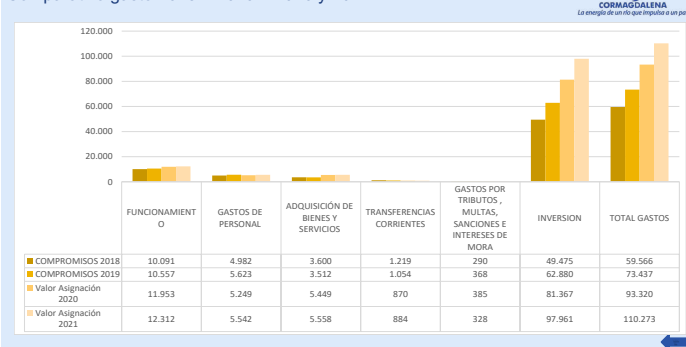 CORMAGDALENA
La energía de un río que impulsa a un
120.000
100.000
80.000
60.000
40.000
20.000
0
FUNCIONAMIENT
O
GASTOS DE
PERSONAL
ADQUISICIÓN DE
BIENES Y
SERVICIOS
TRANSFERENCIAS
CORRIENTES
GASTOS POR
TRIBUTOS ,
MULTAS,
SANCIONES E
INTERESES DE
MORA
INVERSION
TOTAL GASTOS
COMPROMISOS 2018 10.091 4.982 3.600 1.219 290 49.475 59.566
COMPROMISOS 2019 10.557 5.623 3.512 1.054 368 62.880 73.437
Valor Asignación
2020
11.953 5.249 5.449 870 385 81.367 93.320
Valor Asignación
2021
12.312 5.542 5.558 884 328 97.961 110.273